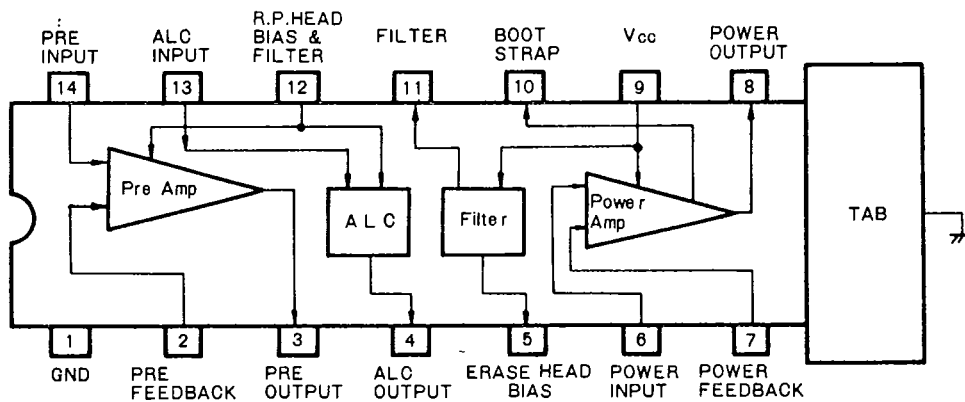 PRE
INPUT
ALC
INPUT
R.P.HEAD
BIAS &
FILTER
FILTER
BOOT
STRAP
Vcc
POWER
OUTPUT
14
13
12
11
10
9
8
Pre Amp
ALC
Filter
Power
Amp
TAB
1
2
3
4
5
6
7
GND
PRE
FEEDBACK
PRE
OUTPUT
ALC
OUTPUT
ERASE HEAD
BIAS
POWER
INPUT
POWER
FEEDBACK